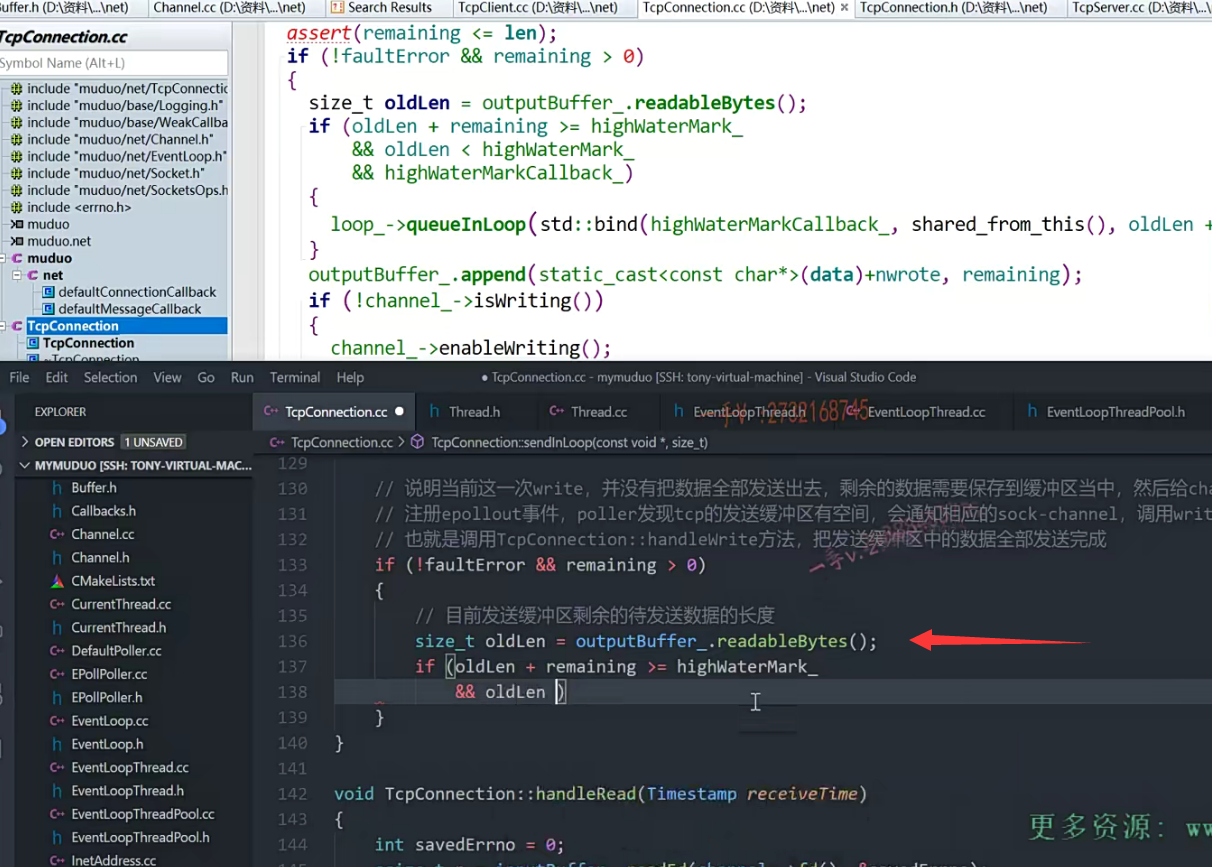 Buffer.h (D:\资料\...\net)
Channel.cc (D:\资料\...\net)
Search Results
TcpClient.cc (D:\资料\...\net)
TcpConnection.cc (D:\资料\...\net)
TcpConnection.h (D:\资料\...\net)
TcpServer.cc (D:\资料\...
TcpConnection.cc
Symbol Name (Alt+L)
include "muduo/net/TcpConnectic
include "muduo/base/Logging.h"
include "muduo/base/WeakCallba
include "muduo/net/Channel.h"
include "muduo/net/EventLoop.h"
include "muduo/net/Socket.h"
include "muduo/net/SocketsOps.h
include <errno.h>
muduo
muduo.net
muduo
net
defaultConnectionCallback
defaultMessageCallback
TcpConnection
TcpConnection
~TcpConnection
assert(remaining <= len);
if (!faultError && remaining > 0)
{
size_t oldLen = outputBuffer_.readableBytes();
if (oldLen + remaining >= highWaterMark_
&& oldLen < highWaterMark_
&& highWaterMarkCallback_)
{
loop_->queueInLoop(std::bind(highWaterMarkCallback_, shared_from_this(), oldLen +
}
outputBuffer_.append(static_cast<const char*>(data)+nwrote, remaining);
if (!channel_->isWriting())
{
channel_->enableWriting();
File Edit Selection View Go Run Terminal Help
● TcpConnection.cc - mymuduo [SSH: tony-virtual-machine] - Visual Studio Code
EXPLORER
OPEN EDITORS 1 UNSAVED
MYMUDUO [SSH: TONY-VIRTUAL-MAC...
Buffer.h
Callbacks.h
Channel.cc
Channel.h
CMakeLists.txt
CurrentThread.cc
CurrentThread.h
DefaultPoller.cc
EPollPoller.cc
EPollPoller.h
EventLoop.cc
EventLoop.h
EventLoopThread.cc
EventLoopThread.h
EventLoopThreadPool.cc
EventLoopThreadPool.h
InetAddress.cc
TcpConnection.cc ●
Thread.h
Thread.cc
EventLoopThread.h
EventLoopThread.cc
EventLoopThreadPool.h
TcpConnection.cc > TcpConnection::sendInLoop(const void *, size_t)
129
130 // 说明当前这一次write，并没有把数据全部发送出去，剩余的数据需要保存到缓冲区当中，然后给cha
131 // 注册epollout事件，poller发现tcp的发送缓冲区有空间，会通知相应的sock-channel，调用writ
132 // 也就是调用TcpConnection::handleWrite方法，把发送缓冲区中的数据全部发送完成
133 if (!faultError && remaining > 0)
134 {
135 // 目前发送缓冲区剩余的待发送数据的长度
136 size_t oldLen = outputBuffer_.readableBytes();
137 if (oldLen + remaining >= highWaterMark_
138 && oldLen )
139 }
140 }
141
142 void TcpConnection::handleRead(Timestamp receiveTime)
143 {
144 int savedErrno = 0;
更多资源：ww